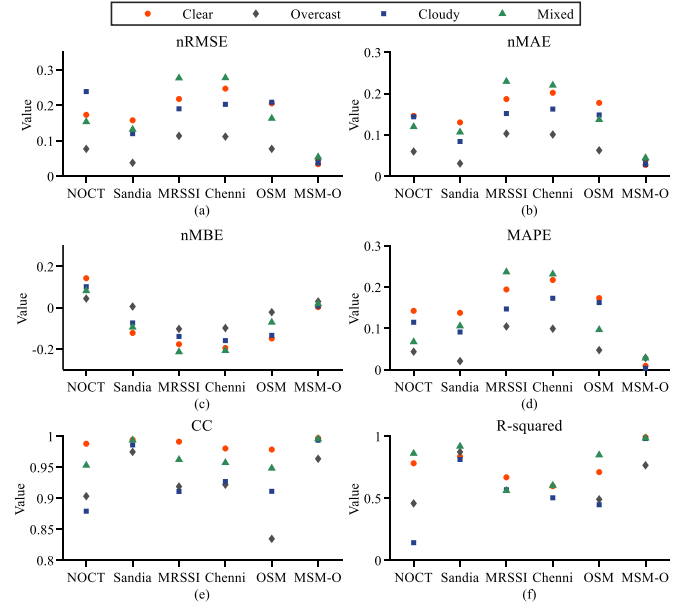 Clear Overcast Cloudy Mixed
nRMSE
Value
0.3
0.2
0.1
0
NOCT Sandia MRSSI Chenni OSM MSM-O
(a)
nMAE
Value
0.3
0.2
0.1
0
NOCT Sandia MRSSI Chenni OSM MSM-O
(b)
nMBE
Value
0.2
0
-0.2
NOCT Sandia MRSSI Chenni OSM MSM-O
(c)
MAPE
Value
0.3
0.2
0.1
0
NOCT Sandia MRSSI Chenni OSM MSM-O
(d)
CC
Value
1
0.95
0.9
0.85
0.8
NOCT Sandia MRSSI Chenni OSM MSM-O
(e)
R-squared
Value
1
0.5
0
NOCT Sandia MRSSI Chenni OSM MSM-O
(f)